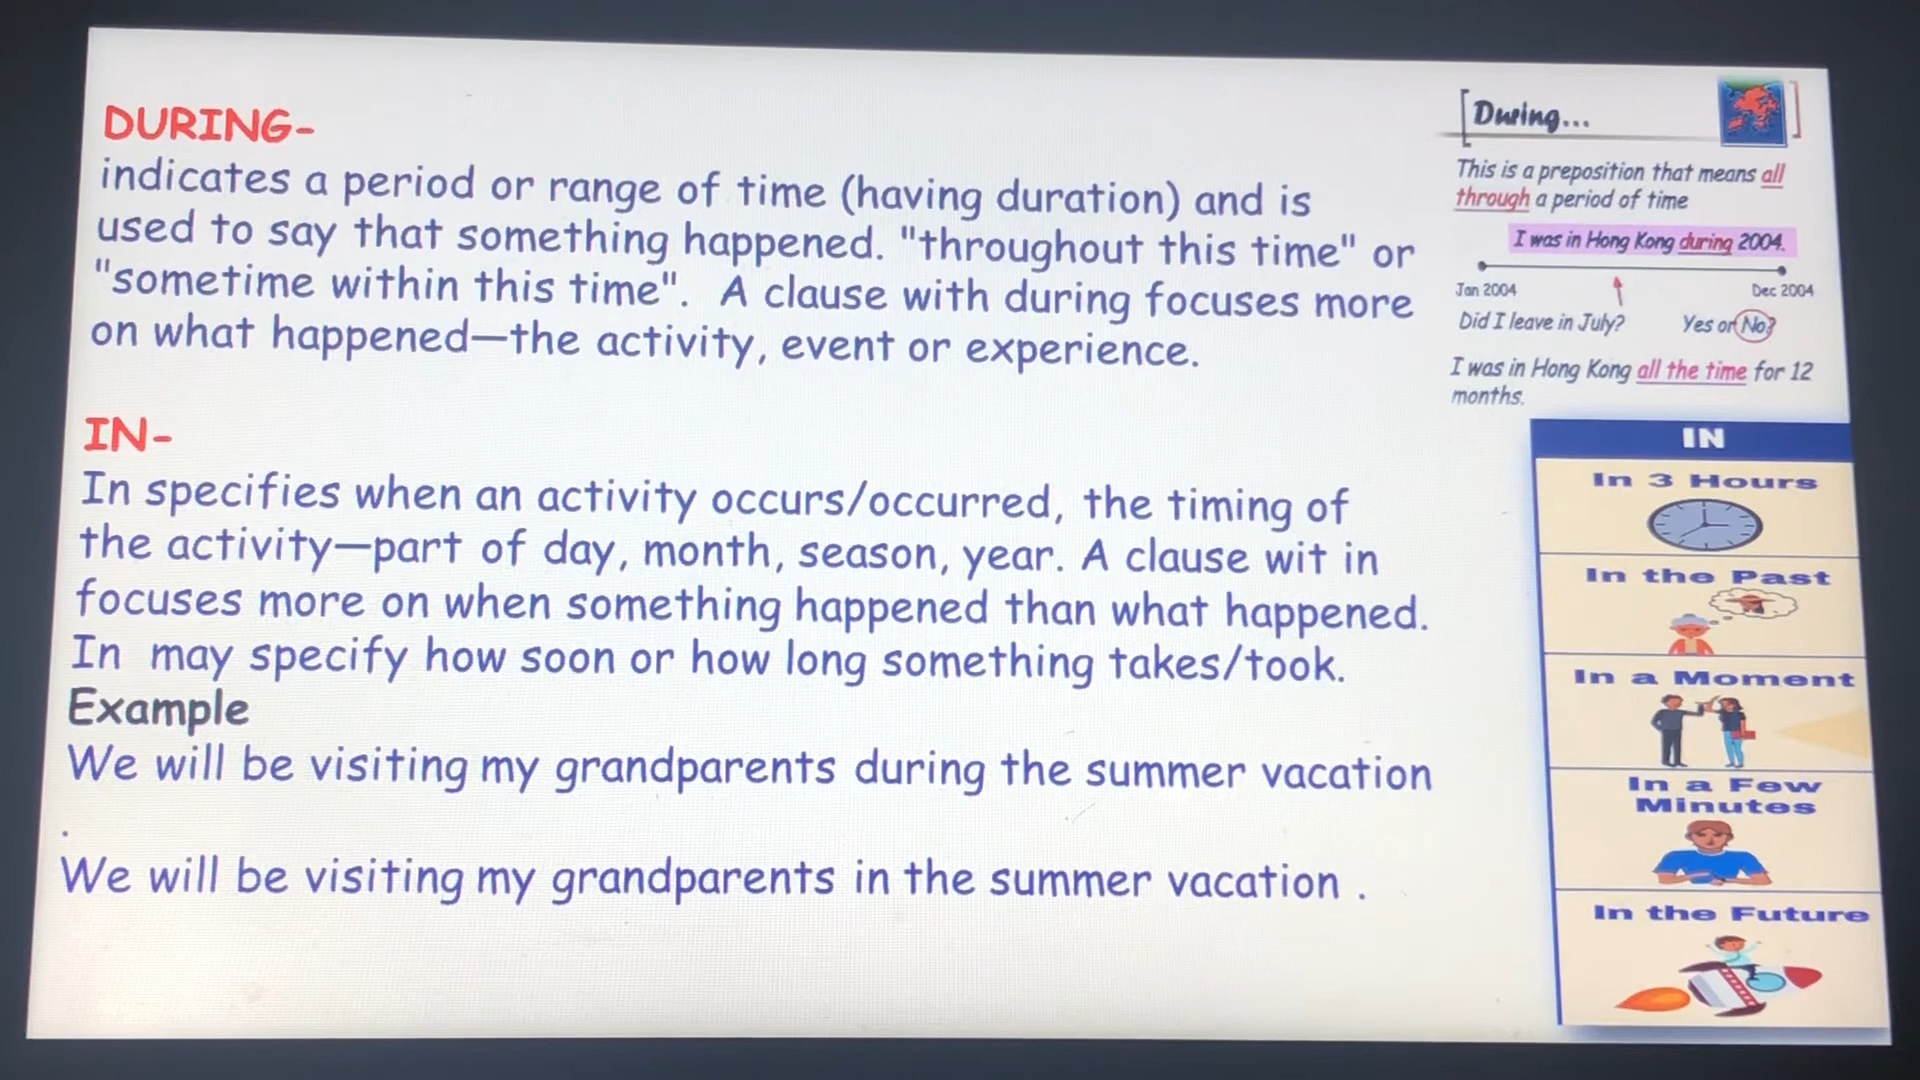 DURING-
indicates a period or range of time (having duration) and is
used to say that something happened. "throughout this time" or
"sometime within this time". A clause with during focuses more
on what happened—the activity, event or experience.
IN-
In specifies when an activity occurs/occurred, the timing of
the activity—part of day, month, season, year. A clause wit in
focuses more on when something happened than what happened.
In may specify how soon or how long something takes/took.
Example
We will be visiting my grandparents during the summer vacation
.
We will be visiting my grandparents in the summer vacation .
During...
This is a preposition that means all
through a period of time
I was in Hong Kong during 2004.
Jan 2004 Dec 2004
Did I leave in July? Yes or No?
I was in Hong Kong all the time for 12
months.
IN
In 3 Hours
In the Past
In a Moment
In a Few
Minutes
In the Future